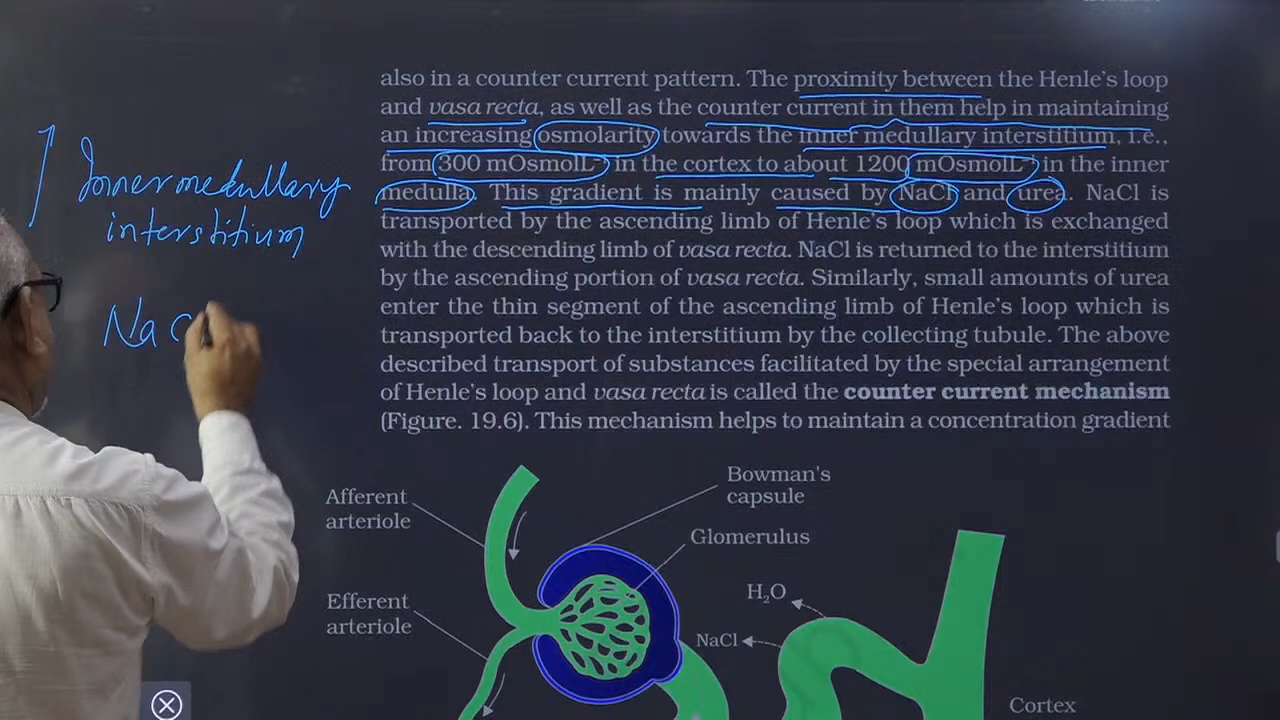 also in a counter current pattern. The proximity between the Henle's loop
and vasa recta, as well as the counter current in them help in maintaining
an increasing osmolarity towards the inner medullary interstitium, i.e.,
from 300 mOsmolL⁻¹ in the cortex to about 1200 mOsmolL⁻¹ in the inner
medulla. This gradient is mainly caused by NaCl and urea. NaCl is
transported by the ascending limb of Henle's loop which is exchanged
with the descending limb of vasa recta. NaCl is returned to the interstitium
by the ascending portion of vasa recta. Similarly, small amounts of urea
enter the thin segment of the ascending limb of Henle's loop which is
transported back to the interstitium by the collecting tubule. The above
described transport of substances facilitated by the special arrangement
of Henle's loop and vasa recta is called the counter current mechanism
(Figure. 19.6). This mechanism helps to maintain a concentration gradient
Inner medullary
interstitium
Na C
Afferent
arteriole
Bowman's
capsule
Glomerulus
Efferent
arteriole
H₂O
NaCl
Cortex